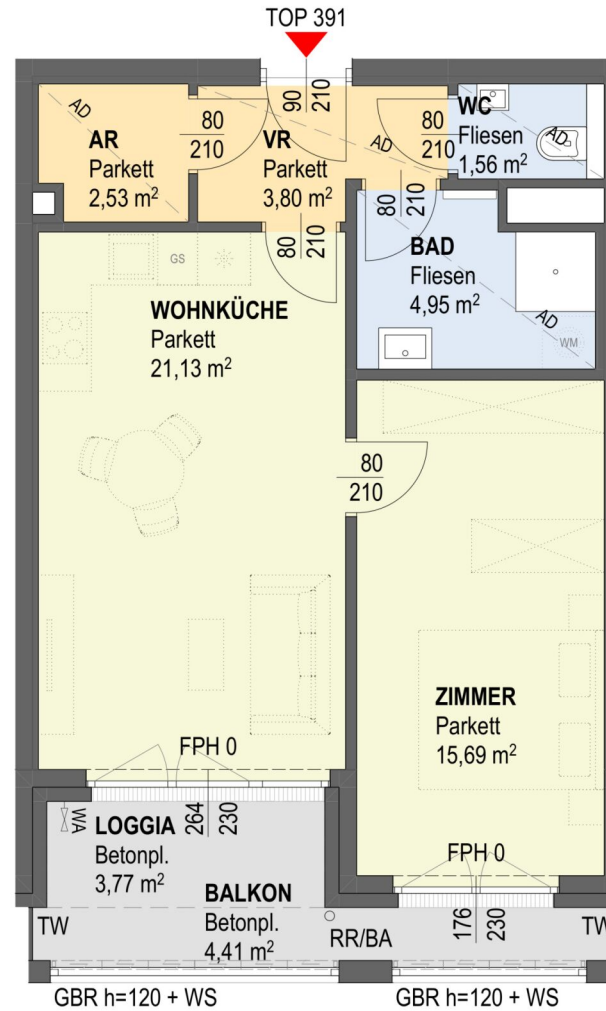 TOP 391
AD
AR
Parkett
2,53 m²
80
210
VR
Parkett
3,80 m²
90
210
AD
80
210
WC
Fliesen
1,56 m²
AD
80
210
80
210
BAD
Fliesen
4,95 m²
AD
WM
GS
WOHNKÜCHE
Parkett
21,13 m²
80
210
ZIMMER
Parkett
15,69 m²
FPH 0
264
230
WA
LOGGIA
Betonpl.
3,77 m²
FPH 0
176
230
BALKON
Betonpl.
4,41 m²
TW
RR/BA
TW
GBR h=120 + WS
GBR h=120 + WS